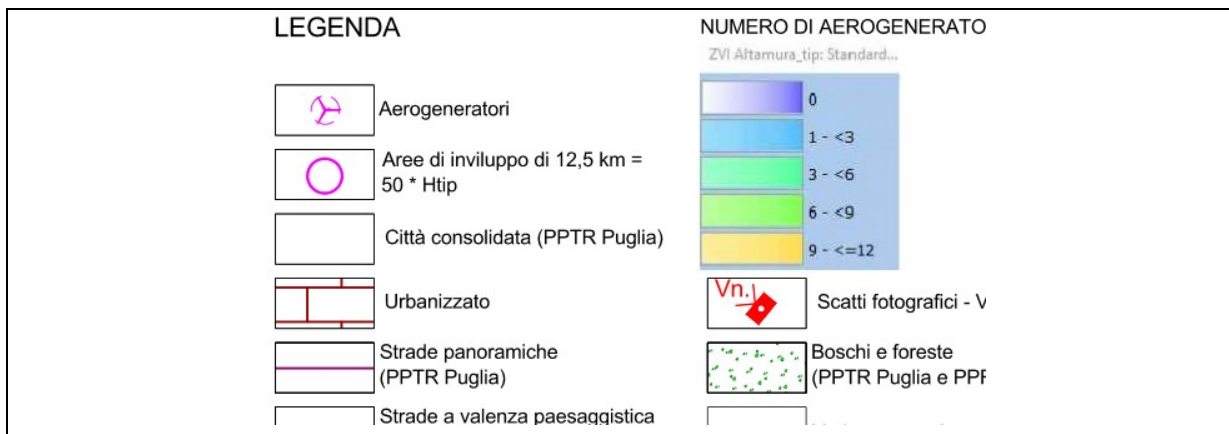 LEGENDA
Aerogeneratori
Aree di inviluppo di 12,5 km =
50 * Htip
Città consolidata (PPTR Puglia)
Urbanizzato
Strade panoramiche
(PPTR Puglia)
Strade a valenza paesaggistica
NUMERO DI AEROGENERATO
ZVI Altamura_tip: Standard...
0
1 - <3
3 - <6
6 - <9
9 - <=12
Vn.
Scatti fotografici - V
Boschi e foreste
(PPTR Puglia e PPR